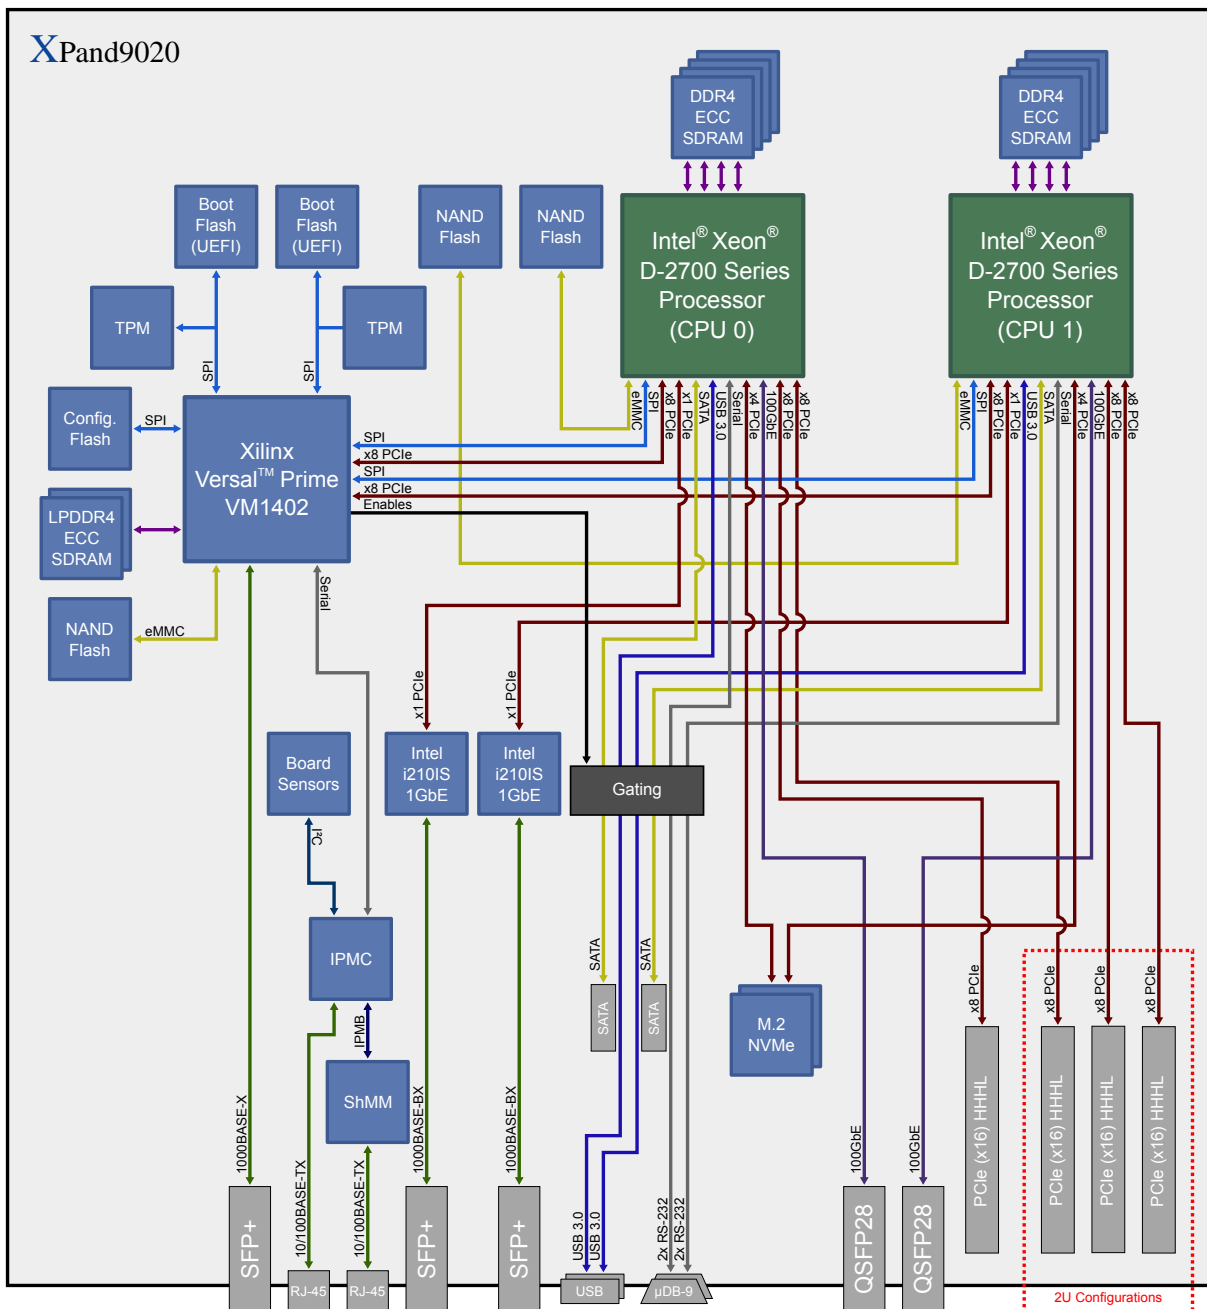 XPand9020
DDR4
ECC
SDRAM
DDR4
ECC
SDRAM
Boot
Flash
(UEFI)
Boot
Flash
(UEFI)
NAND
Flash
NAND
Flash
Intel® Xeon®
D-2700 Series
Processor
(CPU 0)
Intel® Xeon®
D-2700 Series
Processor
(CPU 1)
TPM
TPM
SPI
SPI
eMMC
SPI
x8 PCIe
x1 PCIe
SATA
USB 3.0
Serial
x4 PCIe
100GbE
x8 PCIe
x8 PCIe
eMMC
SPI
x8 PCIe
x1 PCIe
USB 3.0
SATA
Serial
x4 PCIe
100GbE
x8 PCIe
x8 PCIe
Config.
Flash
SPI
Xilinx
Versal™ Prime
VM1402
SPI
x8 PCIe
SPI
x8 PCIe
Enables
LPDDR4
ECC
SDRAM
NAND
Flash
eMMC
Serial
x1 PCIe
x1 PCIe
Board
Sensors
Intel
i210IS
1GbE
Intel
i210IS
1GbE
Gating
I²C
IPMC
IPMB
ShMM
SATA
SATA
SATA
SATA
M.2
NVMe
x8 PCIe
x8 PCIe
x8 PCIe
x8 PCIe
PCIe (x16) HHHL
PCIe (x16) HHHL
PCIe (x16) HHHL
PCIe (x16) HHHL
1000BASE-X
10/100BASE-TX
10/100BASE-TX
1000BASE-BX
1000BASE-BX
USB 3.0
USB 3.0
2x RS-232
2x RS-232
100GbE
100GbE
SFP+
RJ-45
RJ-45
SFP+
SFP+
USB
µDB-9
QSFP28
QSFP28
2U Configurations